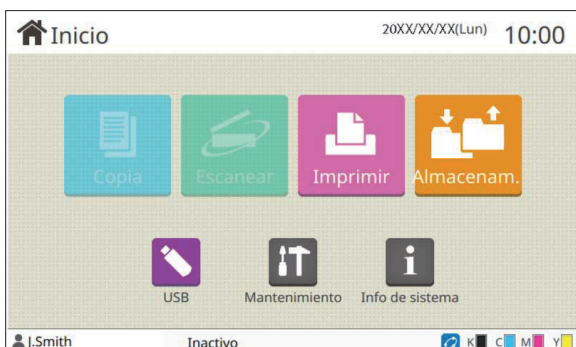 Inicio 20XX/XX/XX(Lun) 10:00
Copia Escanear Imprimir Almacenam.
USB Mantenimiento Info de sistema
J.Smith Inactivo K C M Y